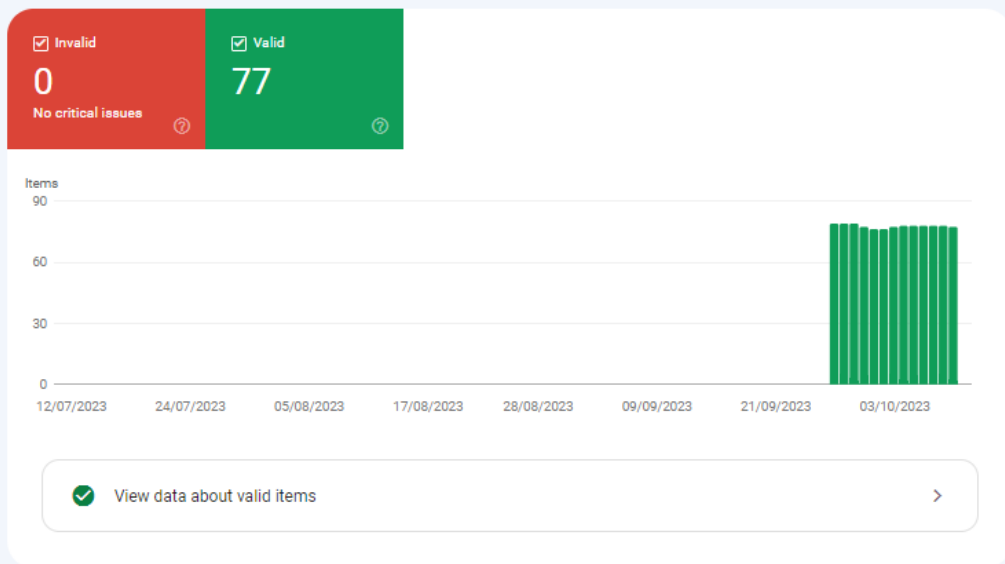 Invalid
0
No critical issues
Valid
77
Items
90
60
30
0
12/07/2023 24/07/2023 05/08/2023 17/08/2023 28/08/2023 09/09/2023 21/09/2023 03/10/2023
View data about valid items